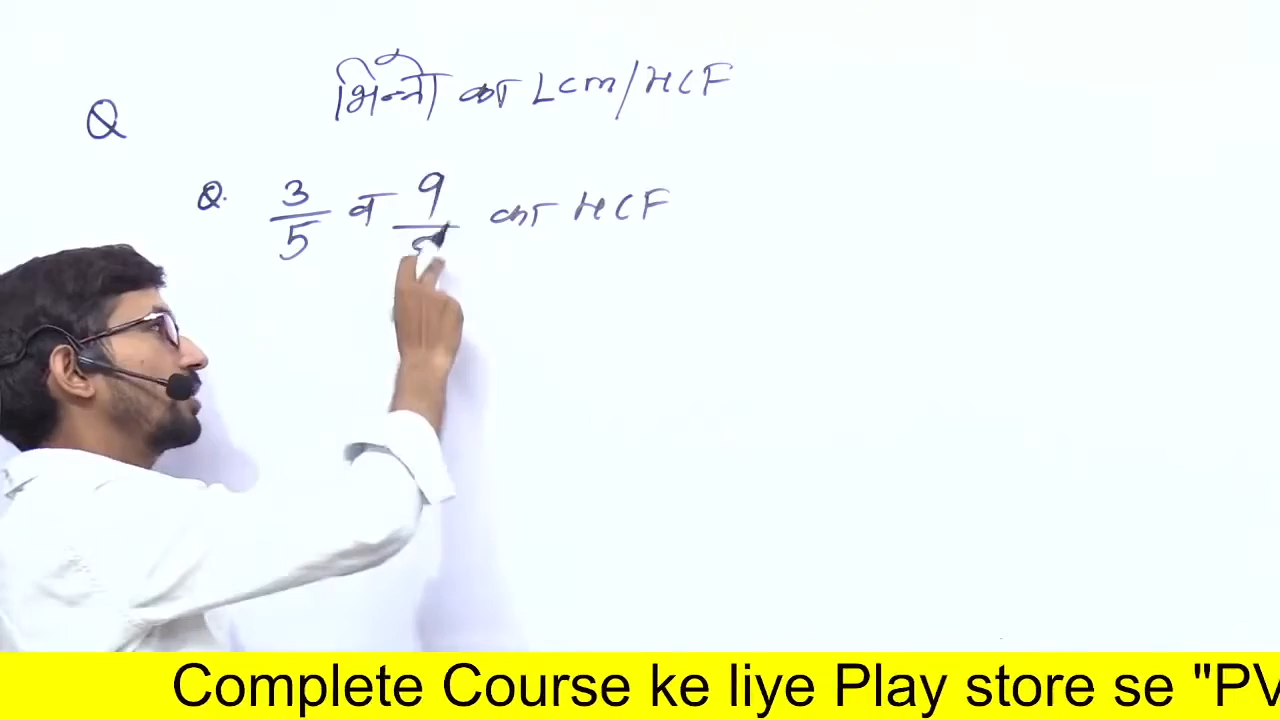 भिन्नो का LCM/HCF
Q
Q. 3/5 व 9/ का HCF
Complete Course ke liye Play store se "PV